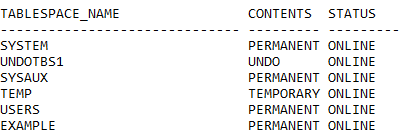 TABLESPACE_NAME                CONTENTS  STATUS
------------------------------ --------- ---------
SYSTEM                         PERMANENT ONLINE
UNDOTBS1                       UNDO      ONLINE
SYSAUX                         PERMANENT ONLINE
TEMP                           TEMPORARY ONLINE
USERS                          PERMANENT ONLINE
EXAMPLE                        PERMANENT ONLINE